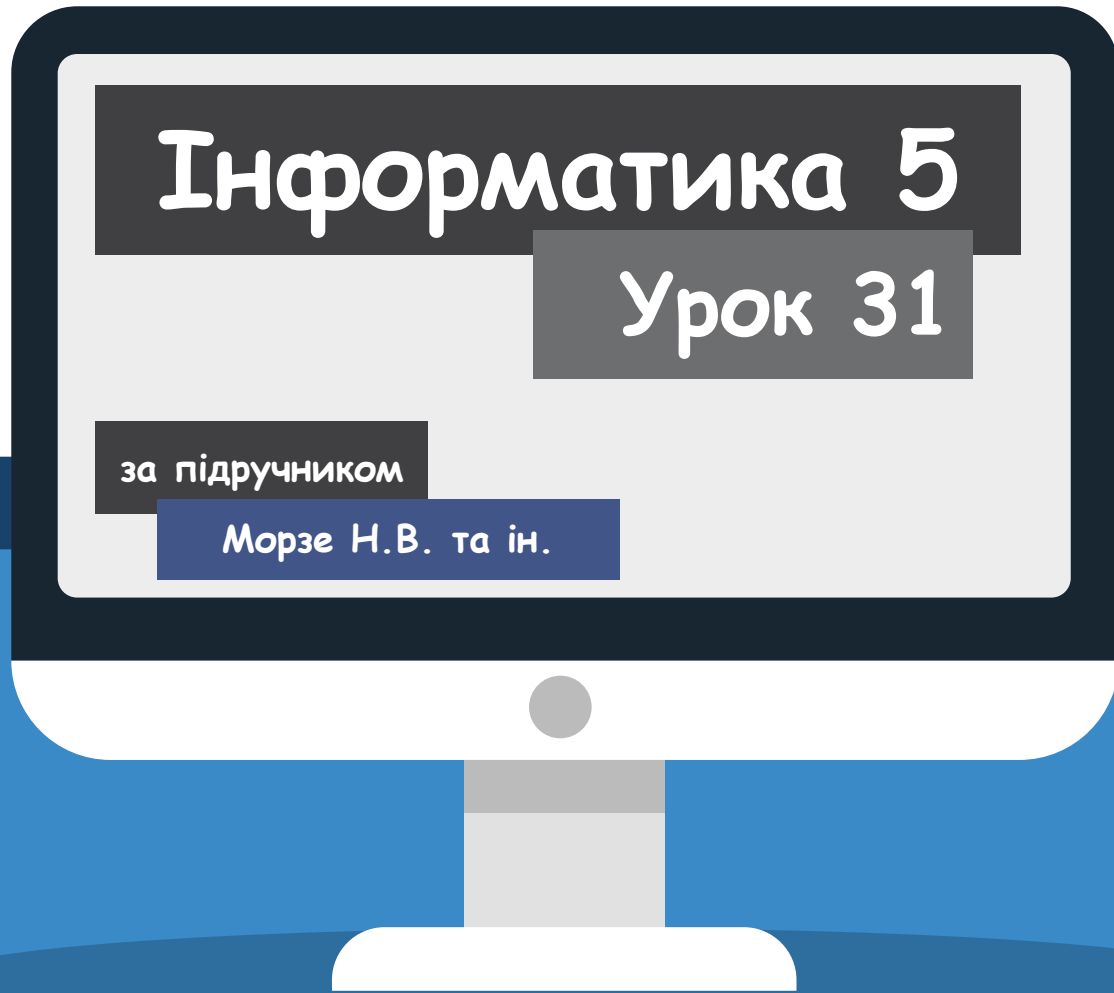 Інформатика 5
Урок 31
за підручником
Морзе Н.В. та ін.